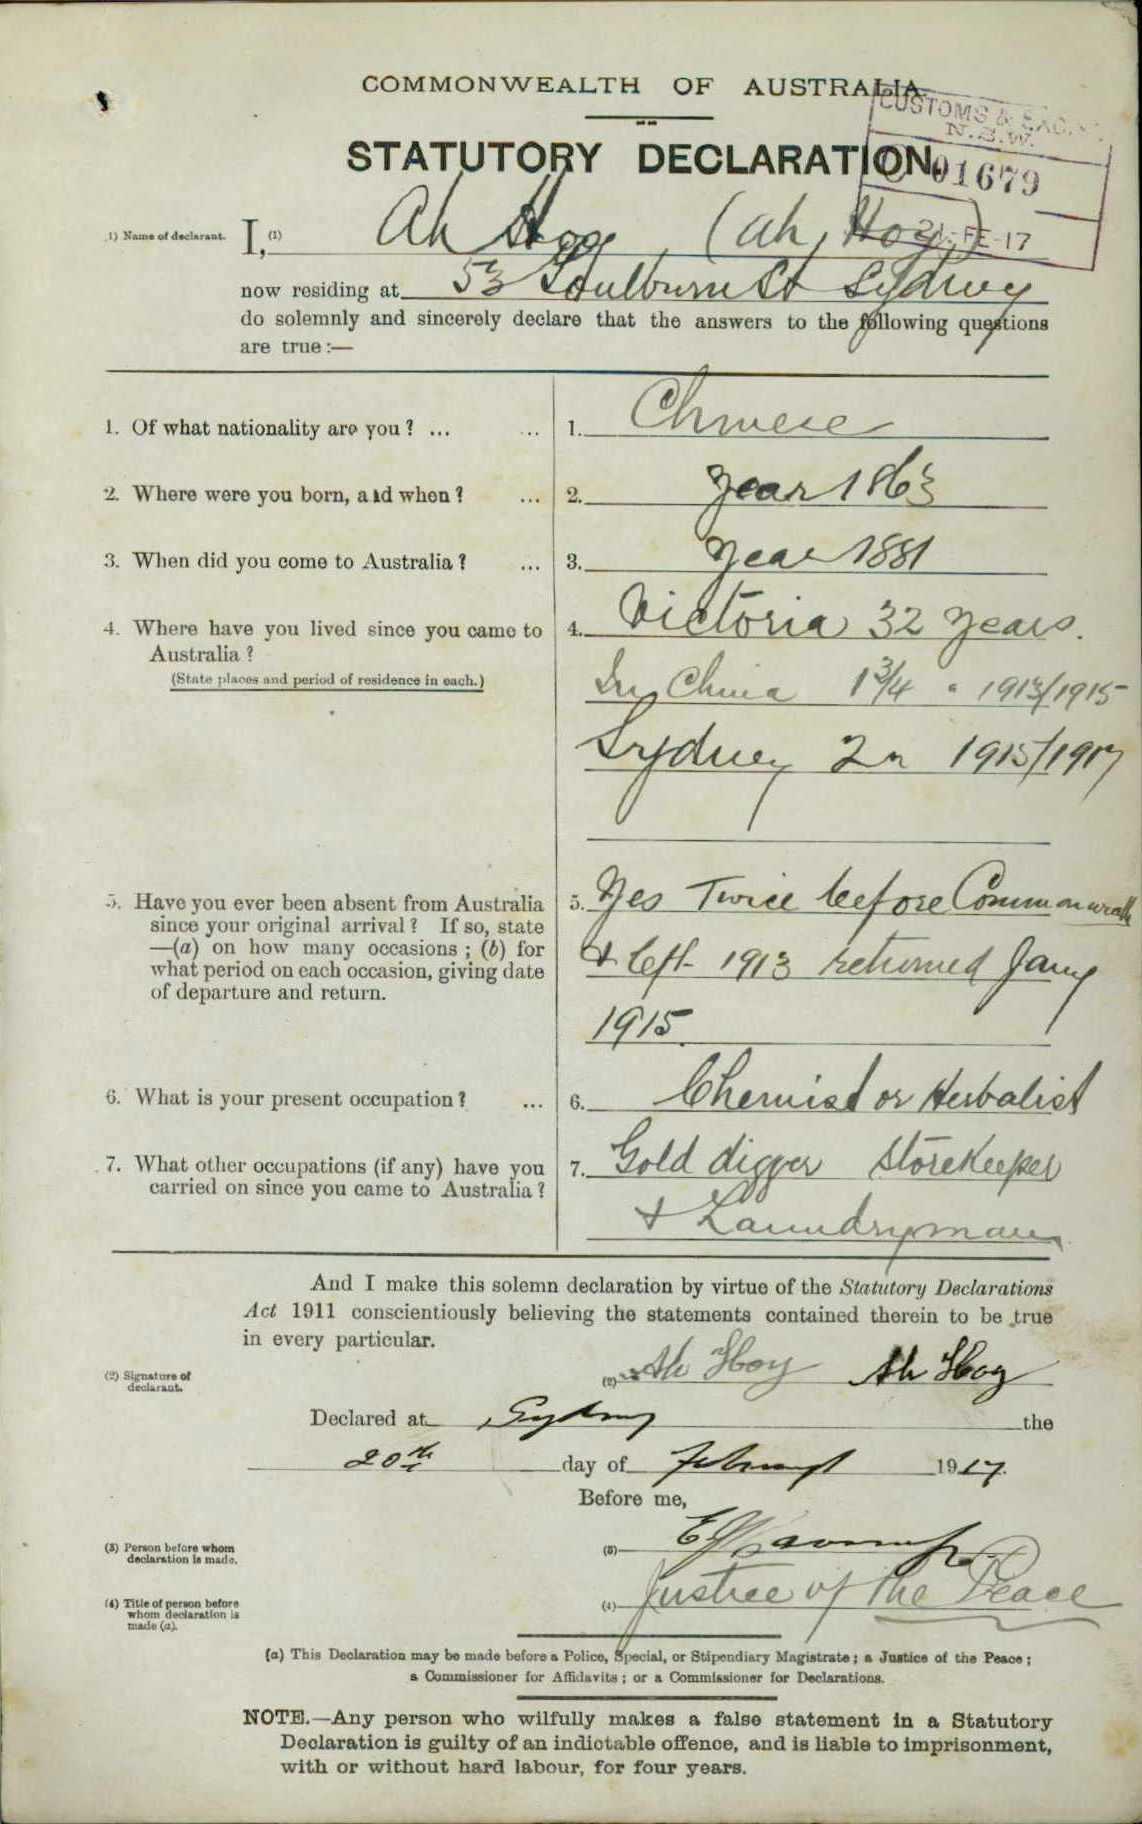 COMMONWEALTH OF AUSTRALIA.
CUSTOMS & EXC
N.S.W.
STATUTORY DECLARATION.
01679
21 FE-17
(1) Name of declarant. I, (1) Ah Hoy (Ah Hoy)
now residing at 53 Goulburn St Sydney
do solemnly and sincerely declare that the answers to the following questions
are true:—
1. Of what nationality are you? ... ... 1. Chinese
2. Where were you born, and when? ... 2. Year 1863
3. When did you come to Australia? ... 3. Year 1881
4. Where have you lived since you came to 4. Victoria 32 Years.
Australia?
(State places and period of residence in each.) In China 1 3/4 " 1913/1915
Sydney 2 " 1915/1917
5. Have you ever been absent from Australia 5. Yes Twice before Commonwealth
since your original arrival? If so, state
—(a) on how many occasions; (b) for & left 1913 returned Jany
what period on each occasion, giving date
of departure and return. 1915.
6. What is your present occupation? ... 6. Chemist or Herbalist
7. What other occupations (if any) have you 7. Gold digger Storekeeper
carried on since you came to Australia?
& Laundryman
And I make this solemn declaration by virtue of the Statutory Declarations
Act 1911 conscientiously believing the statements contained therein to be true
in every particular.
(2) Signature of declarant. (2) Ah Hoy Ah Hoy
Declared at Sydney the
20th day of February 1917.
Before me,
(3) Person before whom declaration is made. (3)
(4) Title of person before whom declaration is made (a). (4) Justice of the Peace
(a) This Declaration may be made before a Police, Special, or Stipendiary Magistrate; a Justice of the Peace;
a Commissioner for Affidavits; or a Commissioner for Declarations.
NOTE.—Any person who wilfully makes a false statement in a Statutory
Declaration is guilty of an indictable offence, and is liable to imprisonment,
with or without hard labour, for four years.